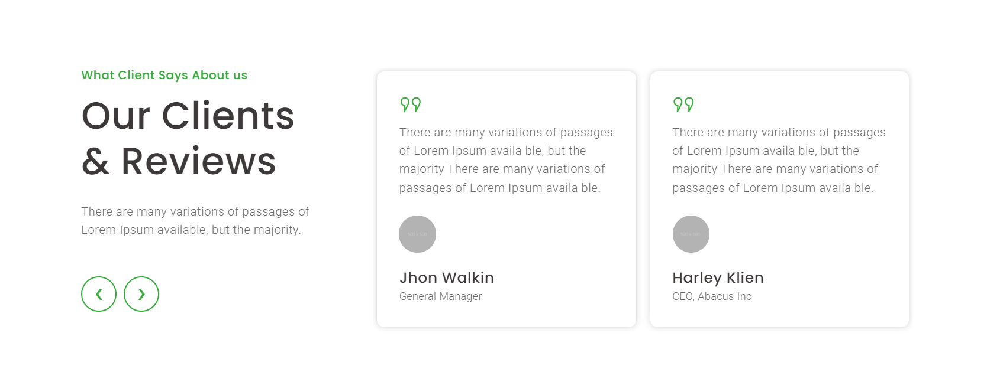 What Client Says About us
Our Clients
& Reviews
There are many variations of passages of
Lorem Ipsum available, but the majority.
There are many variations of passages
of Lorem Ipsum availa ble, but the
majority There are many variations of
passages of Lorem Ipsum availa ble.
500 x 500
Jhon Walkin
General Manager
There are many variations of passages
of Lorem Ipsum availa ble, but the
majority There are many variations of
passages of Lorem Ipsum availa ble.
500 x 500
Harley Klien
CEO, Abacus Inc